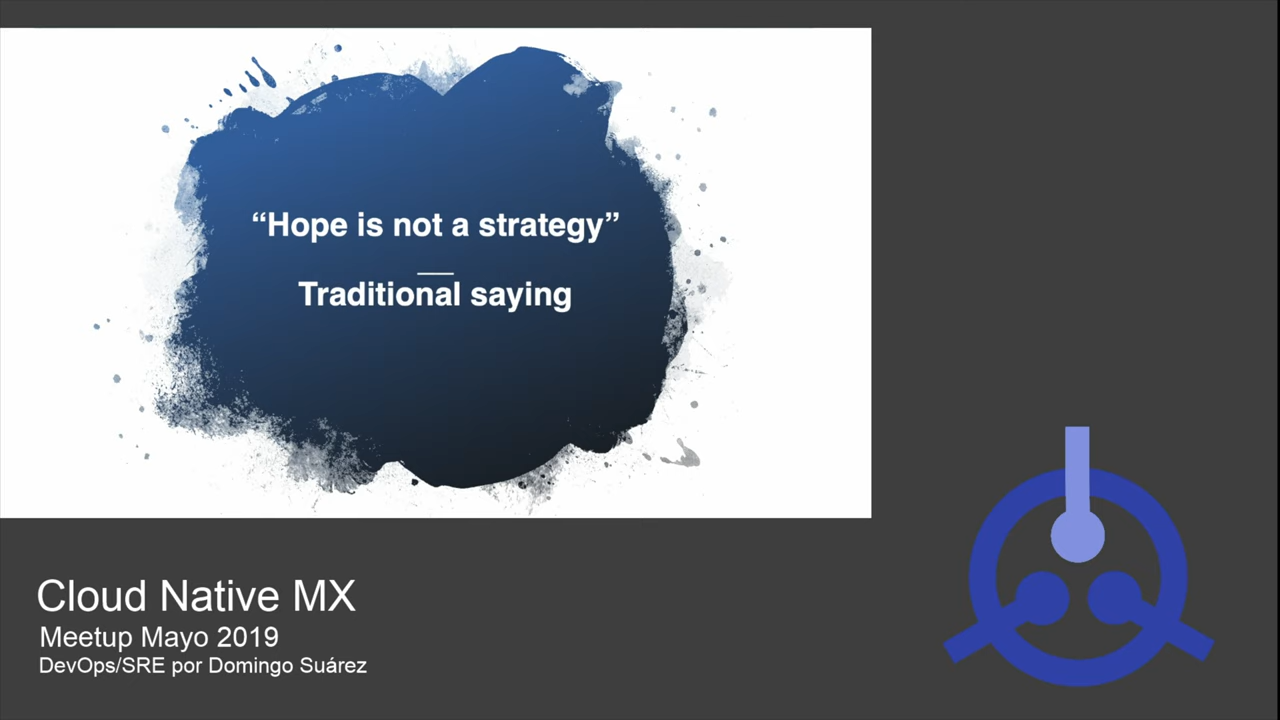 “Hope is not a strategy”
Traditional saying
Cloud Native MX
Meetup Mayo 2019
DevOps/SRE por Domingo Suárez